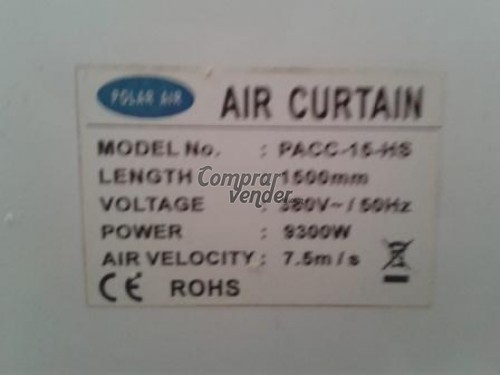 POLAR AIR
AIR CURTAIN
MODEL No. : PACC-15-HS
LENGTH 1500mm
Comprar
vender
VOLTAGE : 380V~/50Hz
POWER : 9300W
AIR VELOCITY : 7.5m/s
CE ROHS